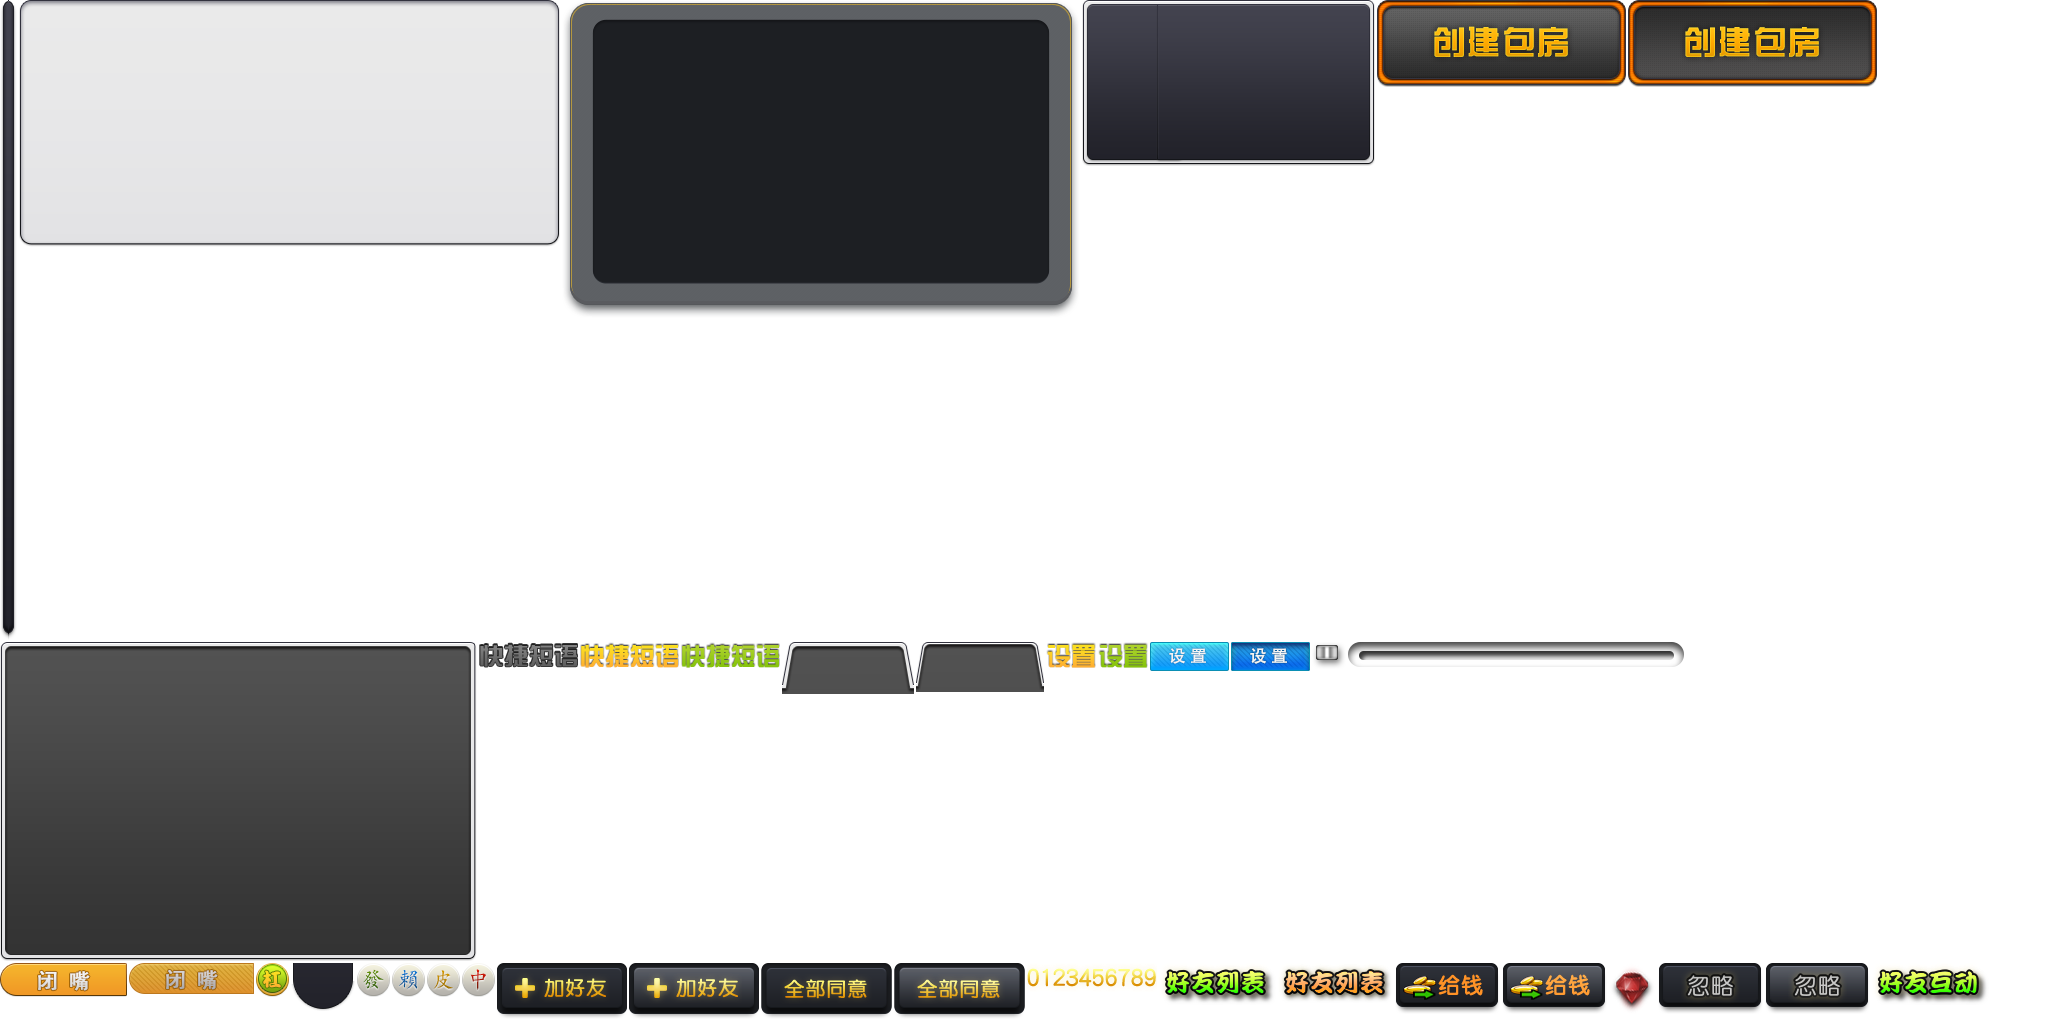 创建包房
创建包房
快捷短语
快捷短语
快捷短语
设置
设置
设置
设置
闭嘴
闭嘴
杠
發
賴
皮
中
加好友
加好友
全部同意
全部同意
0123456789
好友列表
好友列表
给钱
给钱
忽略
忽略
好友互动